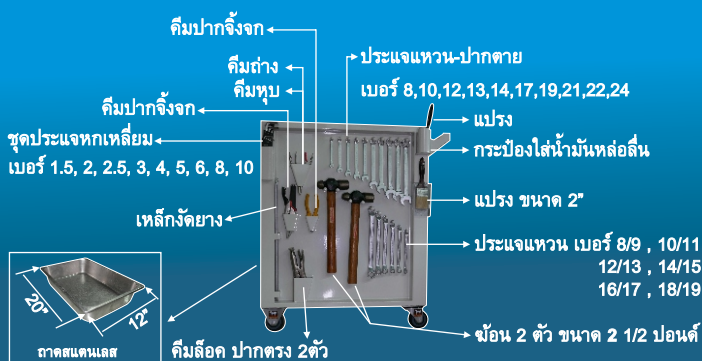 คีมปากจิ้งจก
คีมถ่าง
คีมหุบ
คีมปากจิ้งจก
ชุดประแจหกเหลี่ยม
เบอร์ 1.5, 2, 2.5, 3, 4, 5, 6, 8, 10
เหล็กงัดยาง
20"
12"
ถาดสแตนเลส
คีมล็อค ปากตรง 2ตัว
ประแจแหวน-ปากตาย
เบอร์ 8,10,12,13,14,17,19,21,22,24
แปรง
กระป๋องใส่น้ำมันหล่อลื่น
แปรง ขนาด 2"
ประแจแหวน เบอร์ 8/9 , 10/11
12/13 , 14/15
16/17 , 18/19
ฆ้อน 2 ตัว ขนาด 2 1/2 ปอนด์